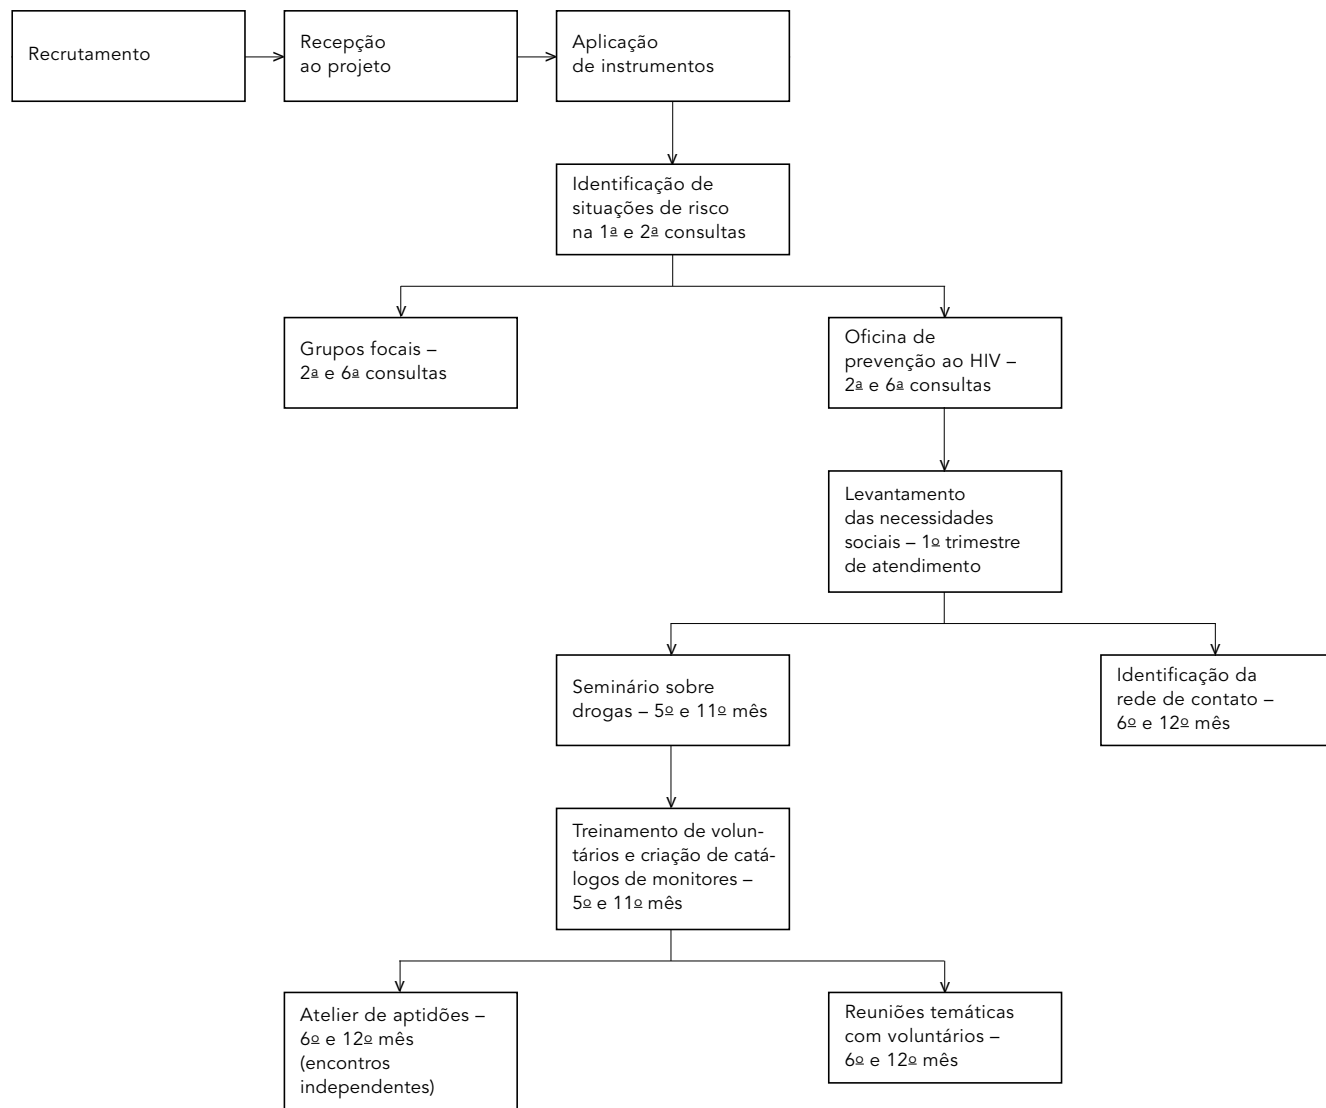 Recrutamento
Recepção
ao projeto
Aplicação
de instrumentos
Identificação de
situações de risco
na 1ª e 2ª consultas
Grupos focais –
2ª e 6ª consultas
Oficina de
prevenção ao HIV –
2ª e 6ª consultas
Levantamento
das necessidades
sociais – 1º trimestre
de atendimento
Seminário sobre
drogas – 5º e 11º mês
Identificação da
rede de contato –
6º e 12º mês
Treinamento de volun-
tários e criação de catá-
logos de monitores –
5º e 11º mês
Atelier de aptidões –
6º e 12º mês
(encontros
independentes)
Reuniões temáticas
com voluntários –
6º e 12º mês